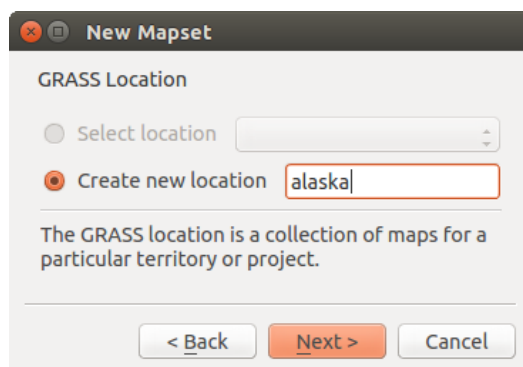 New Mapset
GRASS Location
Select location
Create new location alaska
The GRASS location is a collection of maps for a
particular territory or project.
< Back Next > Cancel